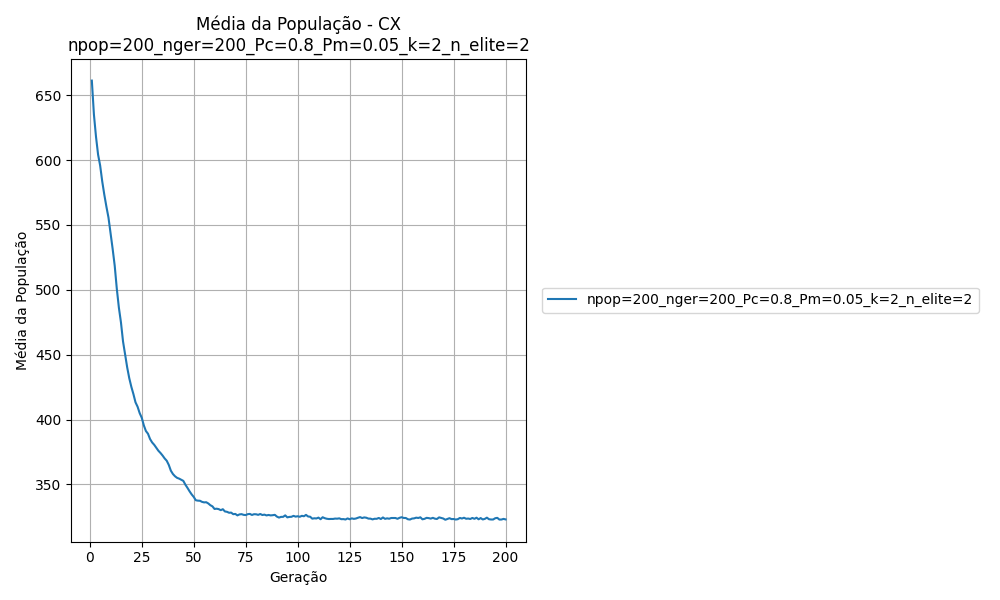 Média da População - CX
npop=200_nger=200_Pc=0.8_Pm=0.05_k=2_n_elite=2
Média da População
650
600
550
500
450
400
350
0 25 50 75 100 125 150 175 200
Geração
npop=200_nger=200_Pc=0.8_Pm=0.05_k=2_n_elite=2